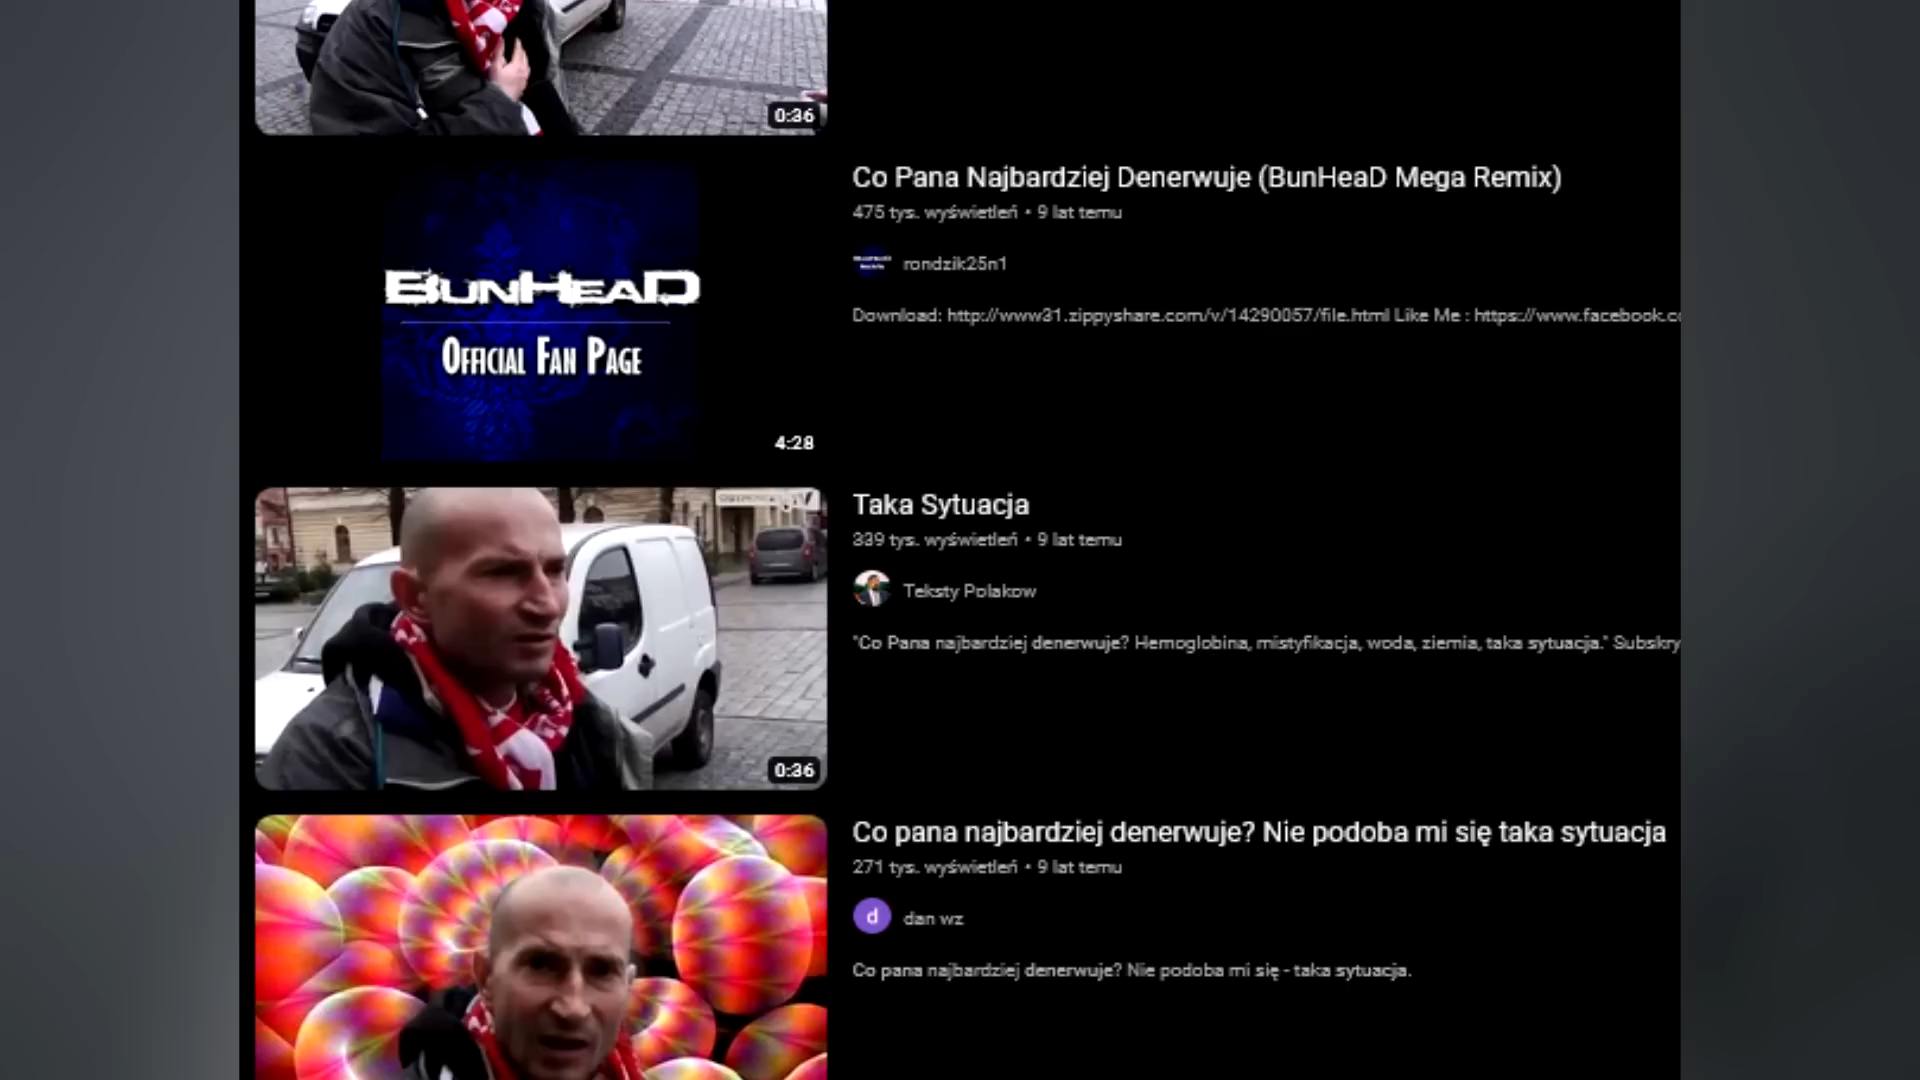 0:36
Co Pana Najbardziej Denerwuje (BunHeaD Mega Remix)
475 tys. wyświetleń • 9 lat temu
rondzik25n1
Download: http://www31.zippyshare.com/v/14290057/file.html Like Me : https://www.facebook.c
BunHeaD
Official Fan Page
4:28
Taka Sytuacja
339 tys. wyświetleń • 9 lat temu
Teksty Polakow
"Co Pana najbardziej denerwuje? Hemoglobina, mistyfikacja, woda, ziemia, taka sytuacja." Subskry
0:36
Co pana najbardziej denerwuje? Nie podoba mi się taka sytuacja
271 tys. wyświetleń • 9 lat temu
d
dan wz
Co pana najbardziej denerwuje? Nie podoba mi się - taka sytuacja.